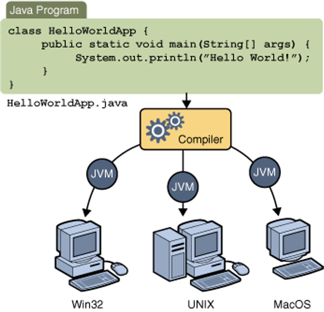 Java Program
class HelloWorldApp {
public static void main(String[] args) {
System.out.println("Hello World!");
}
}
HelloWorldApp.java
Compiler
JVM
JVM
JVM
Win32
UNIX
MacOS